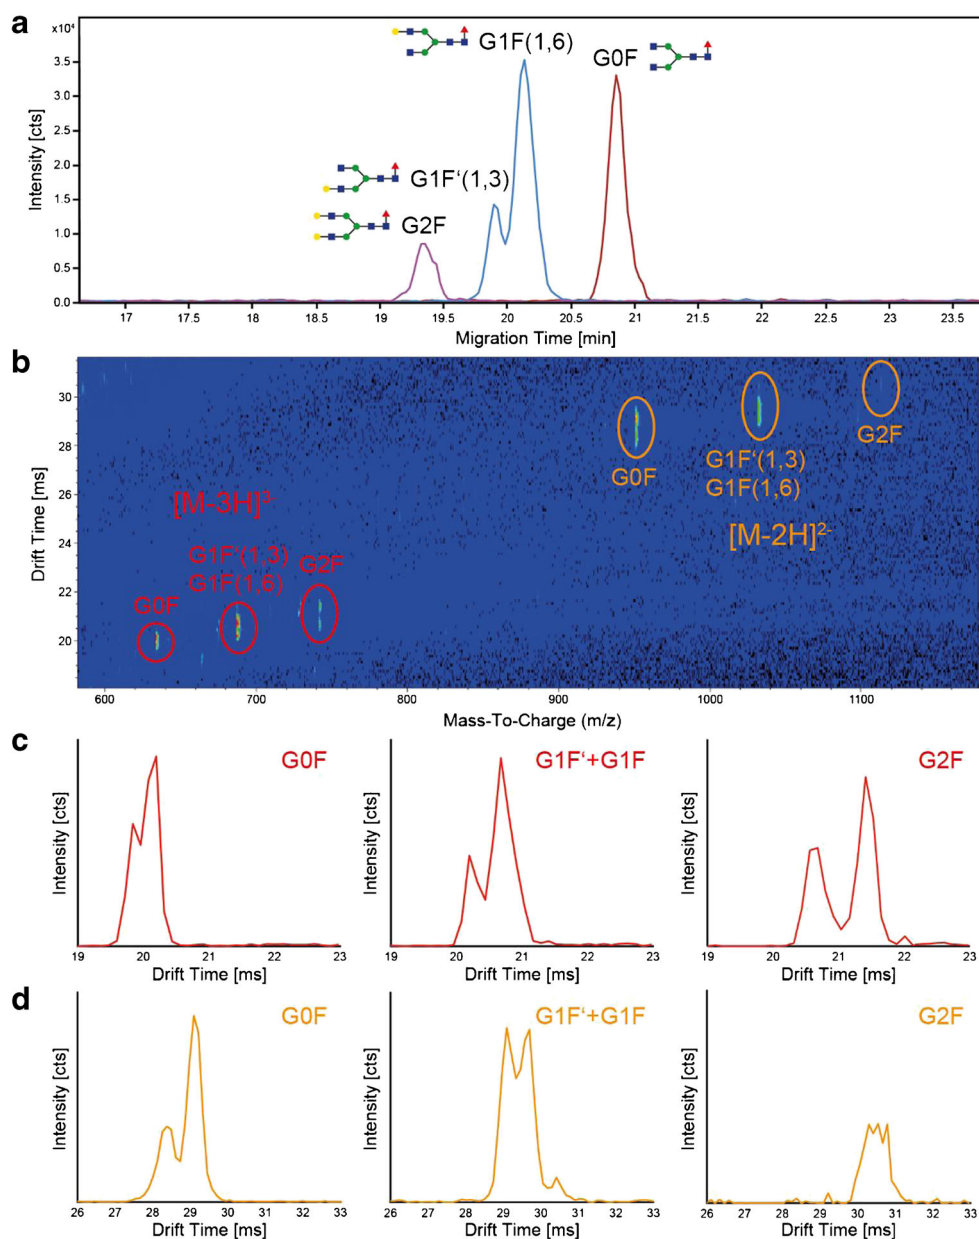 a
x10⁴
G1F(1,6)
G0F
G1F‘(1,3)
G2F
3.5
3.0
2.5
2.0
1.5
1.0
0.5
0.0
Intensity [cts]
17 17.5 18 18.5 19 19.5 20 20.5 21 21.5 22 22.5 23 23.5
Migration Time [min]
b
30
28
26
24
22
20
Drift Time [ms]
G0F
G1F‘(1,3)
G1F(1,6)
G2F
[M-2H]²⁻
[M-3H]³⁻
G1F‘(1,3)
G1F(1,6)
G2F
G0F
600 700 800 900 1000 1100
Mass-To-Charge (m/z)
c
G0F
Intensity [cts]
19 20 21 22 23
Drift Time [ms]
G1F‘+G1F
Intensity [cts]
19 20 21 22 23
Drift Time [ms]
G2F
Intensity [cts]
19 20 21 22 23
Drift Time [ms]
d
G0F
Intensity [cts]
26 27 28 29 30 31 32 33
Drift Time [ms]
G1F‘+G1F
Intensity [cts]
26 27 28 29 30 31 32 33
Drift Time [ms]
G2F
Intensity [cts]
26 27 28 29 30 31 32 33
Drift Time [ms]